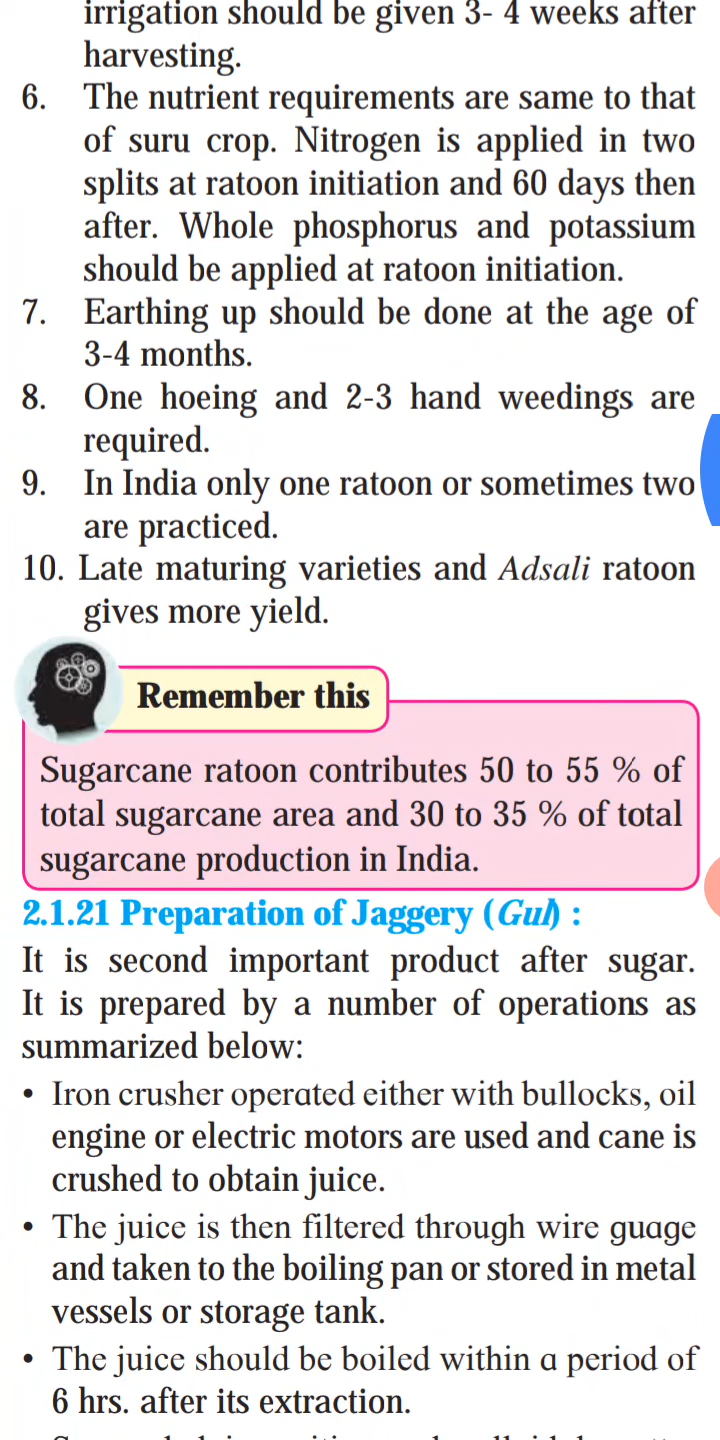 irrigation should be given 3- 4 weeks after
harvesting.
6. The nutrient requirements are same to that
of suru crop. Nitrogen is applied in two
splits at ratoon initiation and 60 days then
after. Whole phosphorus and potassium
should be applied at ratoon initiation.
7. Earthing up should be done at the age of
3-4 months.
8. One hoeing and 2-3 hand weedings are
required.
9. In India only one ratoon or sometimes two
are practiced.
10. Late maturing varieties and Adsali ratoon
gives more yield.
Remember this
Sugarcane ratoon contributes 50 to 55 % of
total sugarcane area and 30 to 35 % of total
sugarcane production in India.
2.1.21 Preparation of Jaggery (Gul) :
It is second important product after sugar.
It is prepared by a number of operations as
summarized below:
• Iron crusher operated either with bullocks, oil
engine or electric motors are used and cane is
crushed to obtain juice.
• The juice is then filtered through wire guage
and taken to the boiling pan or stored in metal
vessels or storage tank.
• The juice should be boiled within a period of
6 hrs. after its extraction.